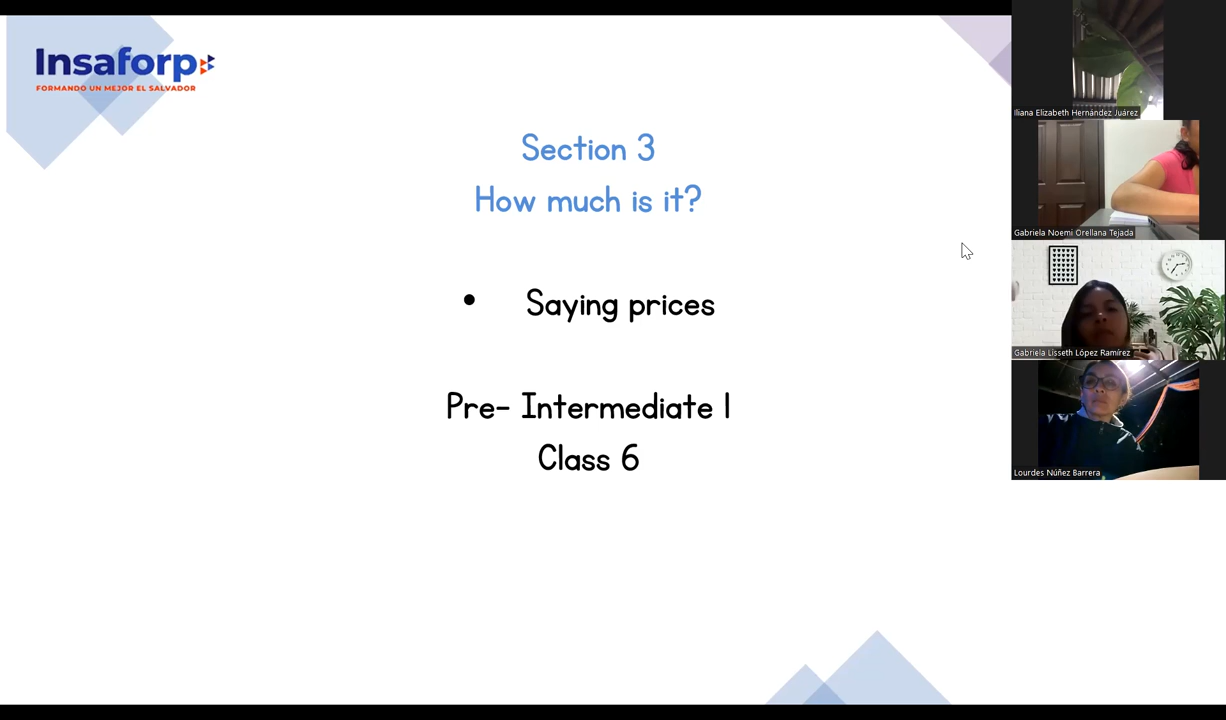 Insaforp
FORMANDO UN MEJOR EL SALVADOR
Section 3
How much is it?
• Saying prices
Pre- Intermediate I
Class 6
Iliana Elizabeth Hernández Juárez
Gabriela Noemi Orellana Tejada
Gabriela Lisseth López Ramírez
Lourdes Núñez Barrera